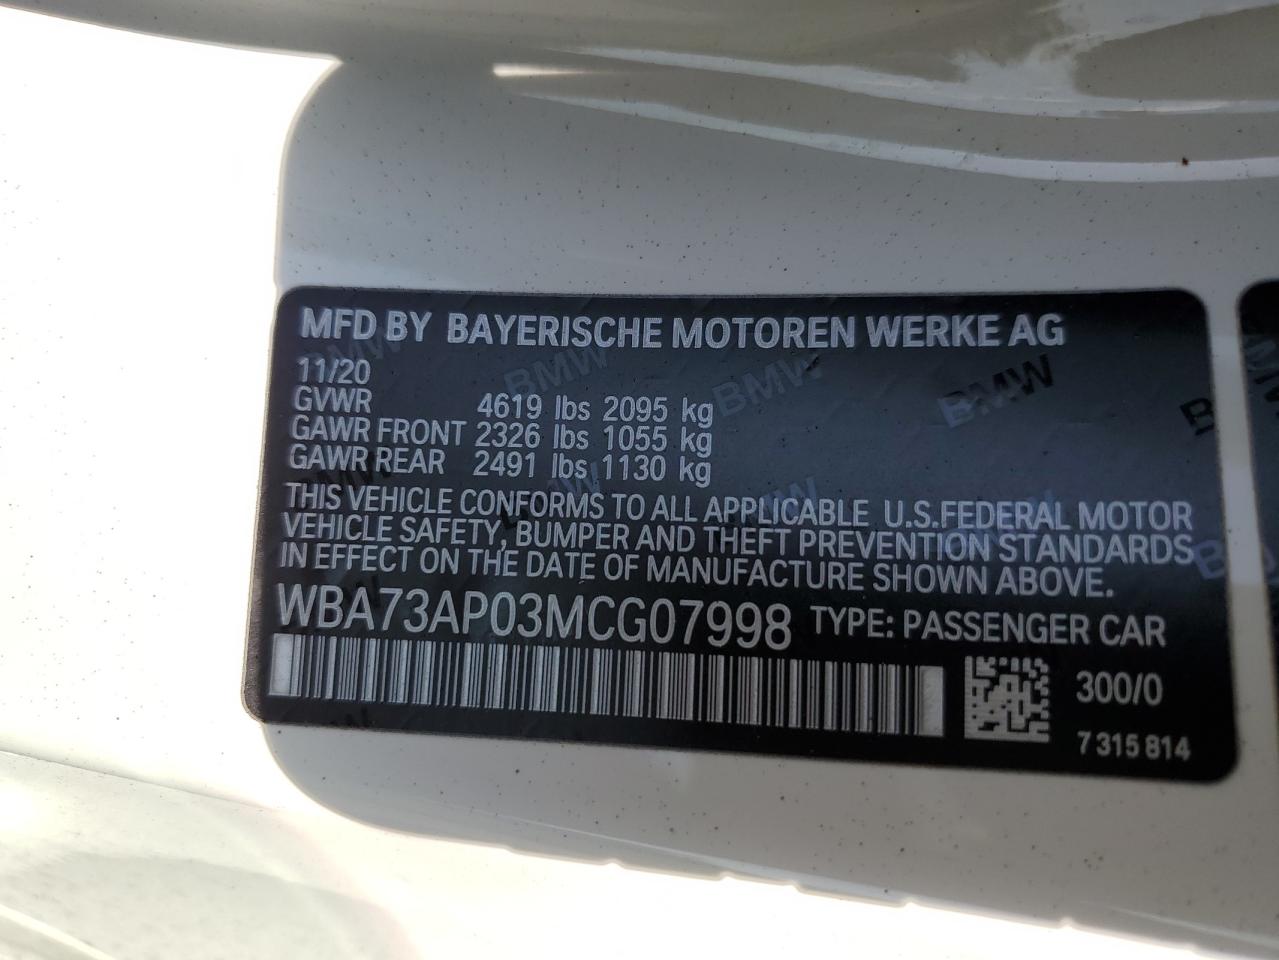 MFD BY BAYERISCHE MOTOREN WERKE AG
11/20
GVWR 4619 lbs 2095 kg
GAWR FRONT 2326 lbs 1055 kg
GAWR REAR 2491 lbs 1130 kg
THIS VEHICLE CONFORMS TO ALL APPLICABLE U.S.FEDERAL MOTOR
VEHICLE SAFETY, BUMPER AND THEFT PREVENTION STANDARDS
IN EFFECT ON THE DATE OF MANUFACTURE SHOWN ABOVE.
WBA73AP03MCG07998 TYPE: PASSENGER CAR
300/0
7 315 814
BMW
BMW
BMW